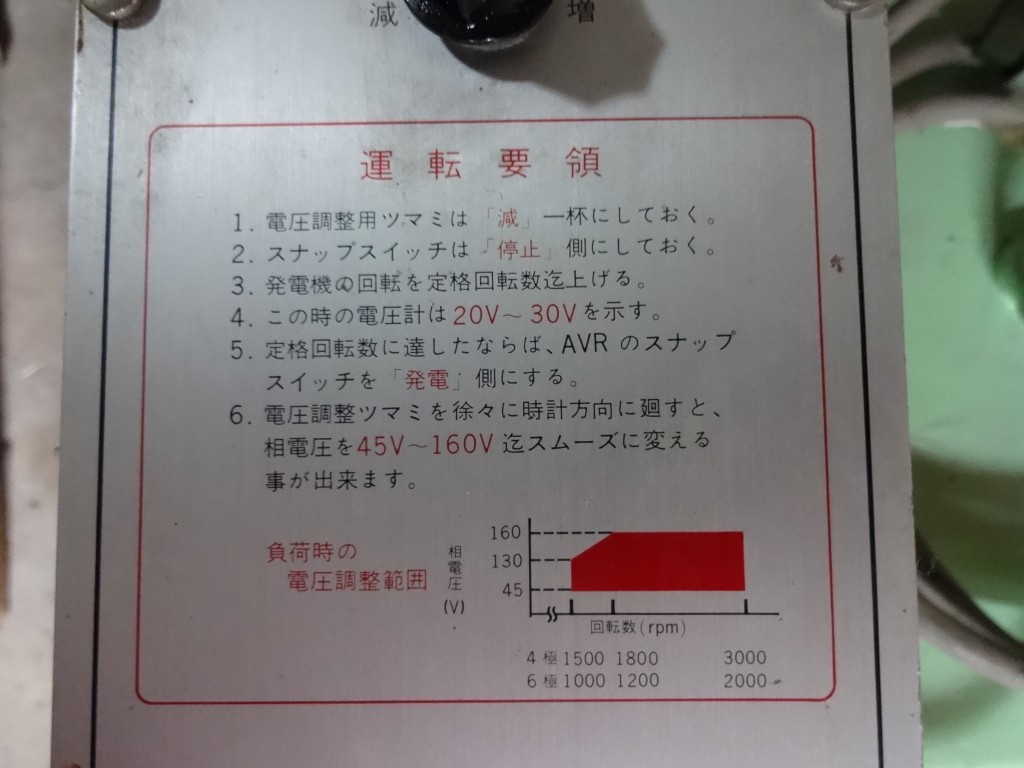 減 増
運転要領
1. 電圧調整用ツマミは「減」一杯にしておく。
2. スナップスイッチは「停止」側にしておく。
3. 発電機の回転を定格回転数迄上げる。
4. この時の電圧計は20V～30Vを示す。
5. 定格回転数に達したならば、AVRのスナップ
スイッチを「発電」側にする。
6. 電圧調整ツマミを徐々に時計方向に廻すと、
相電圧を45V～160V迄スムーズに変える
事が出来ます。
負荷時の
電圧調整範囲
相電圧
(V)
160
130
45
回転数(rpm)
4極 1500 1800 3000
6極 1000 1200 2000